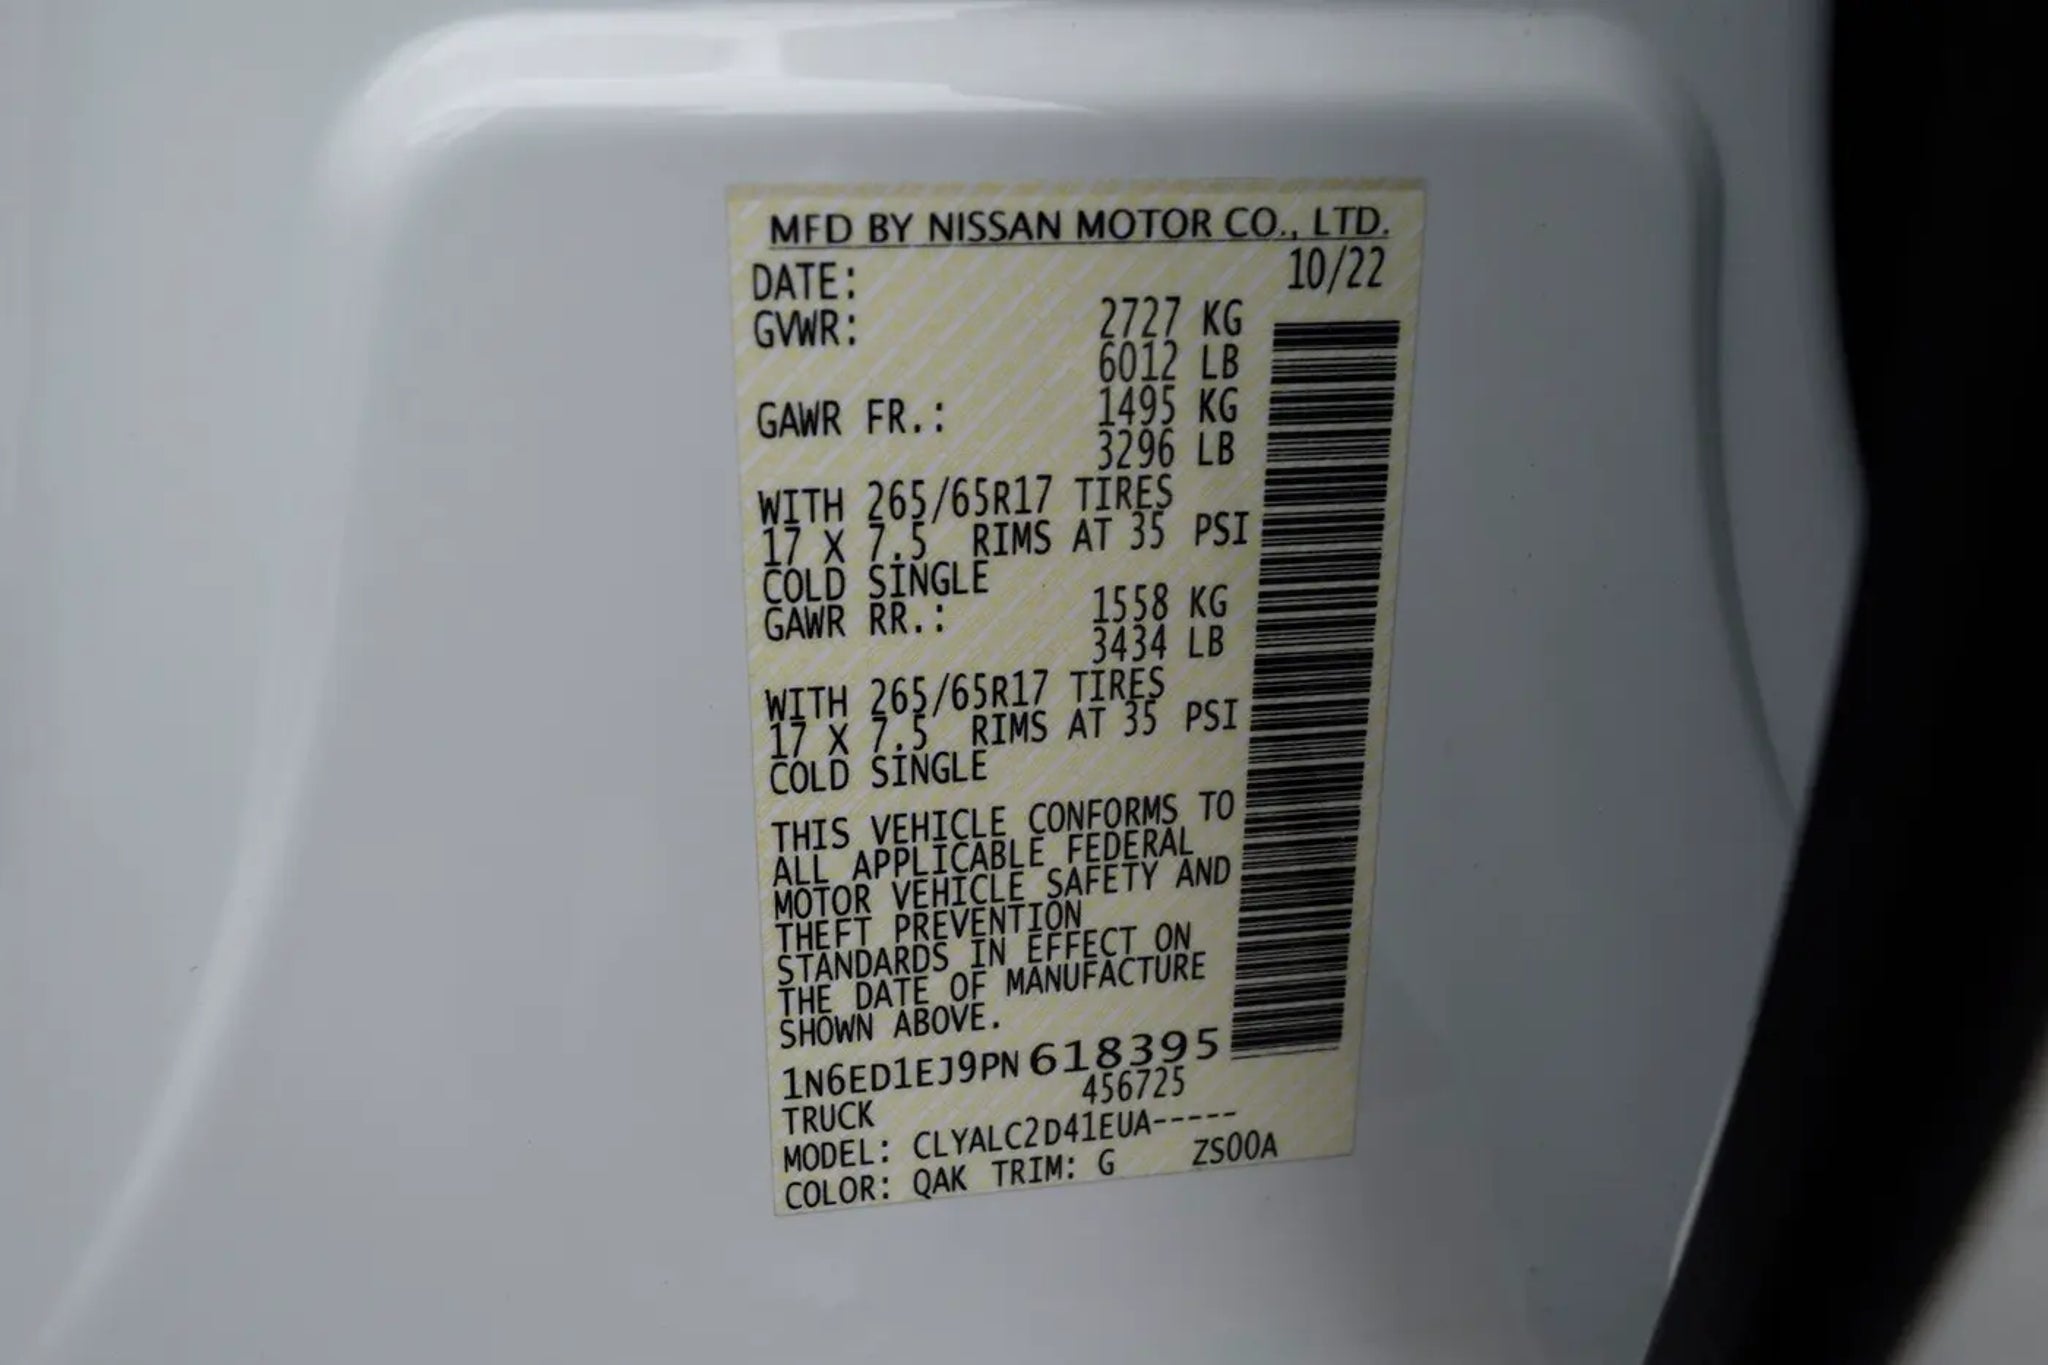 MFD BY NISSAN MOTOR CO., LTD.
DATE: 10/22
GVWR: 2727 KG
6012 LB
GAWR FR.: 1495 KG
3296 LB
WITH 265/65R17 TIRES
17 X 7.5 RIMS AT 35 PSI
COLD SINGLE
GAWR RR.: 1558 KG
3434 LB
WITH 265/65R17 TIRES
17 X 7.5 RIMS AT 35 PSI
COLD SINGLE
THIS VEHICLE CONFORMS TO
ALL APPLICABLE FEDERAL
MOTOR VEHICLE SAFETY AND
THEFT PREVENTION
STANDARDS IN EFFECT ON
THE DATE OF MANUFACTURE
SHOWN ABOVE.
1N6ED1EJ9PN618395
TRUCK 456725
MODEL: CLYALC2D41EUA-----
COLOR: QAK TRIM: G ZS00A